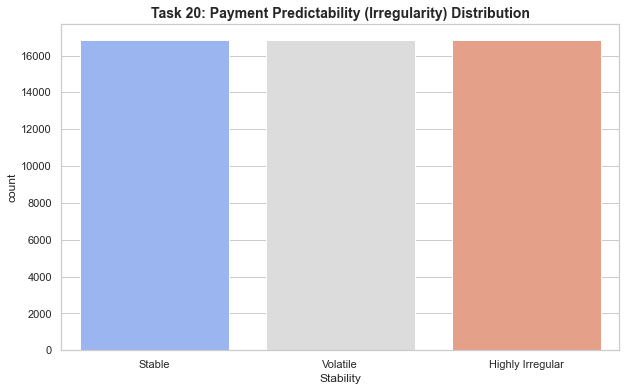 Task 20: Payment Predictability (Irregularity) Distribution
16000
14000
12000
10000
8000
6000
4000
2000
0
count
Stable
Volatile
Highly Irregular
Stability